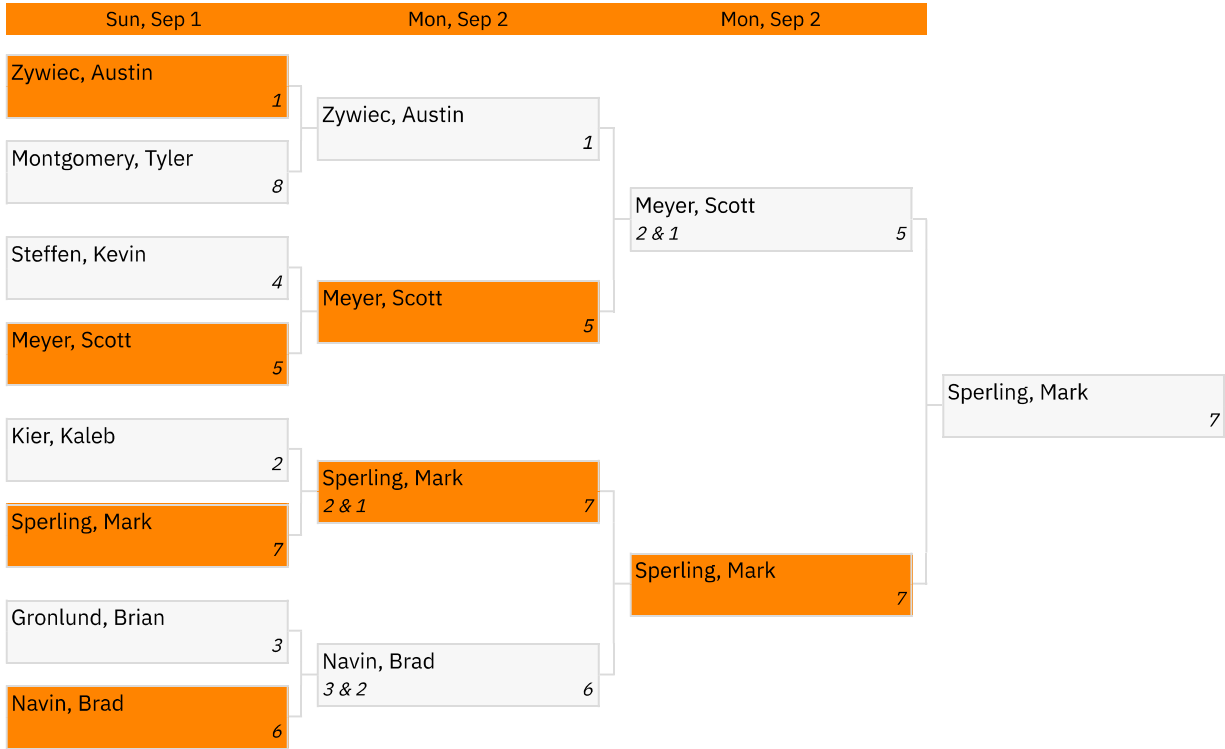 Sun, Sep 1
Mon, Sep 2
Mon, Sep 2
Zywiec, Austin
1
Montgomery, Tyler
8
Steffen, Kevin
4
Meyer, Scott
5
Kier, Kaleb
2
Sperling, Mark
7
Gronlund, Brian
3
Navin, Brad
6
Zywiec, Austin
1
Meyer, Scott
5
Sperling, Mark
2 & 1 7
Navin, Brad
3 & 2 6
Meyer, Scott
2 & 1 5
Sperling, Mark
7
Sperling, Mark
7